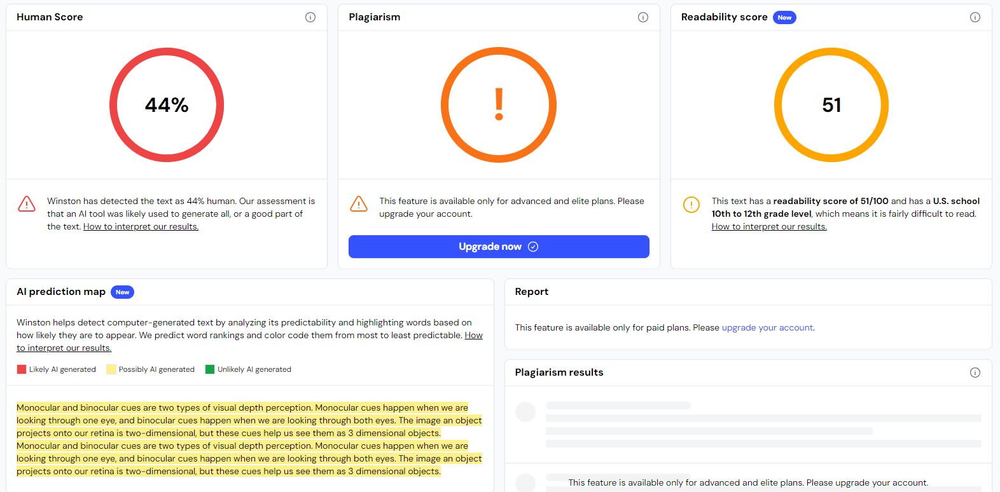 Human Score
44%
Winston has detected the text as 44% human. Our assessment is
that an AI tool was likely used to generate all, or a good part of
the text. How to interpret our results.
Plagiarism
!
This feature is available only for advanced and elite plans. Please
upgrade your account.
Upgrade now
Readability score New
51
This text has a readability score of 51/100 and has a U.S. school
10th to 12th grade level, which means it is fairly difficult to read.
How to interpret our results.
AI prediction map New
Winston helps detect computer-generated text by analyzing its predictability and highlighting words based on
how likely they are to appear. We predict word rankings and color code them from most to least predictable. How
to interpret our results.
Likely AI generated Possibly AI generated Unlikely AI generated
Monocular and binocular cues are two types of visual depth perception. Monocular cues happen when we are
looking through one eye, and binocular cues happen when we are looking through both eyes. The image an object
projects onto our retina is two-dimensional, but these cues help us see them as 3 dimensional objects.
Monocular and binocular cues are two types of visual depth perception. Monocular cues happen when we are
looking through one eye, and binocular cues happen when we are looking through both eyes. The image an object
projects onto our retina is two-dimensional, but these cues help us see them as 3 dimensional objects.
Report
This feature is available only for paid plans. Please upgrade your account.
Plagiarism results
This feature is available only for advanced and elite plans. Please upgrade your account.